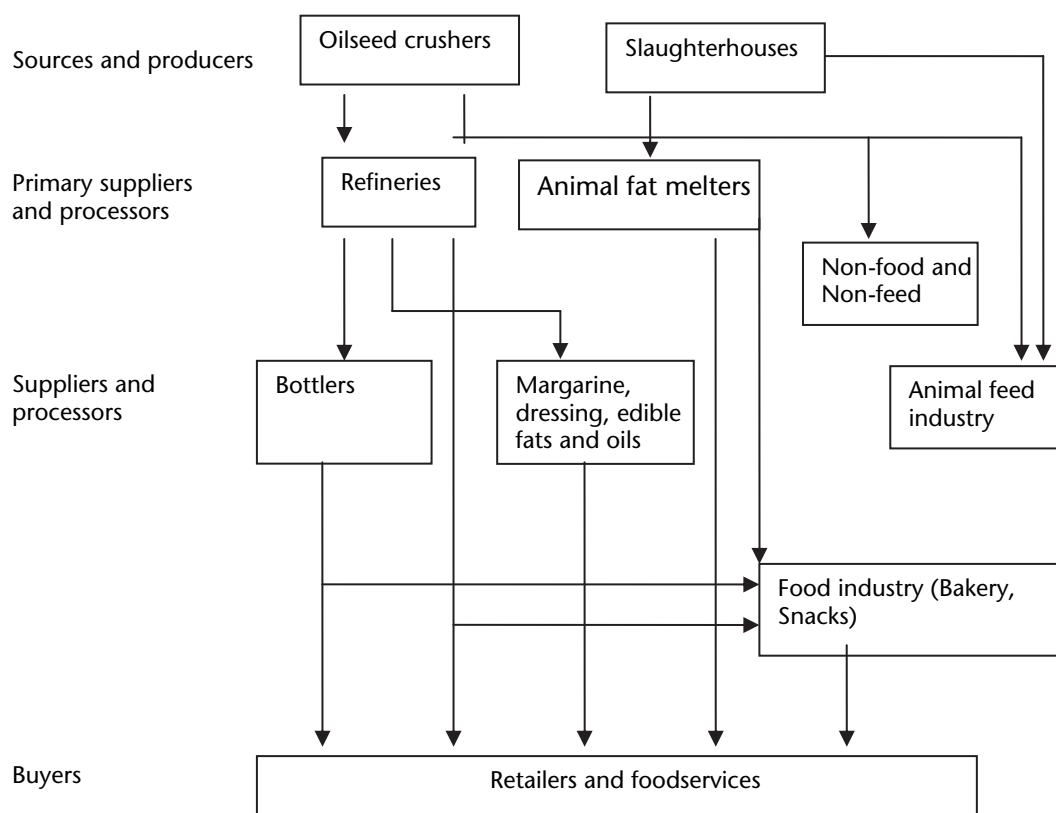 Sources and producers
Oilseed crushers
Slaughterhouses
Primary suppliers
and processors
Refineries
Animal fat melters
Non-food and
Non-feed
Suppliers and
processors
Bottlers
Margarine,
dressing, edible
fats and oils
Animal feed
industry
Food industry (Bakery,
Snacks)
Buyers
Retailers and foodservices